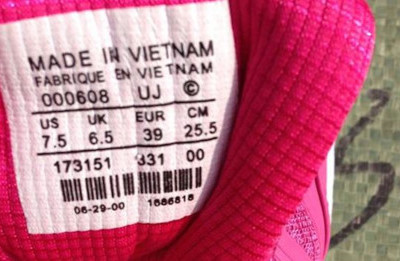 MADE IN VIETNAM
FABRIQUE EN VIETNAM
000608 UJ ©
US UK EUR CM
7.5 6.5 39 25.5
173151 331 00
06-29-00 1686818